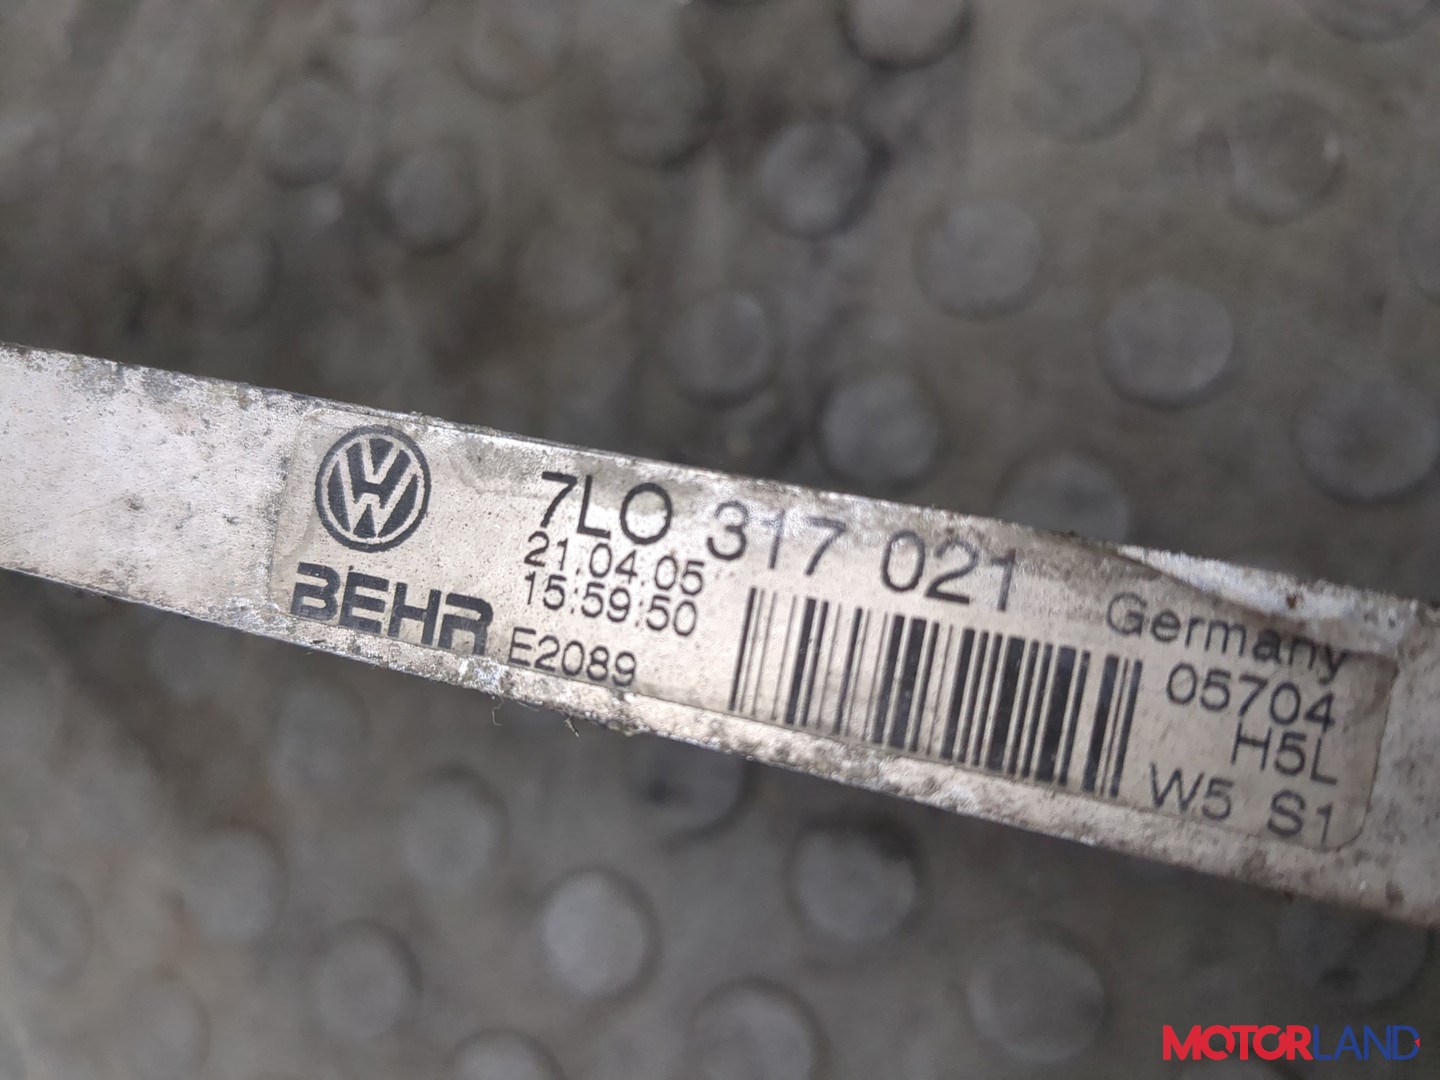 7L0 317 021
21.04.05
15:59:50
BEHR E2089
Germany
05704
H5L
W5 S1
MOTORLAND